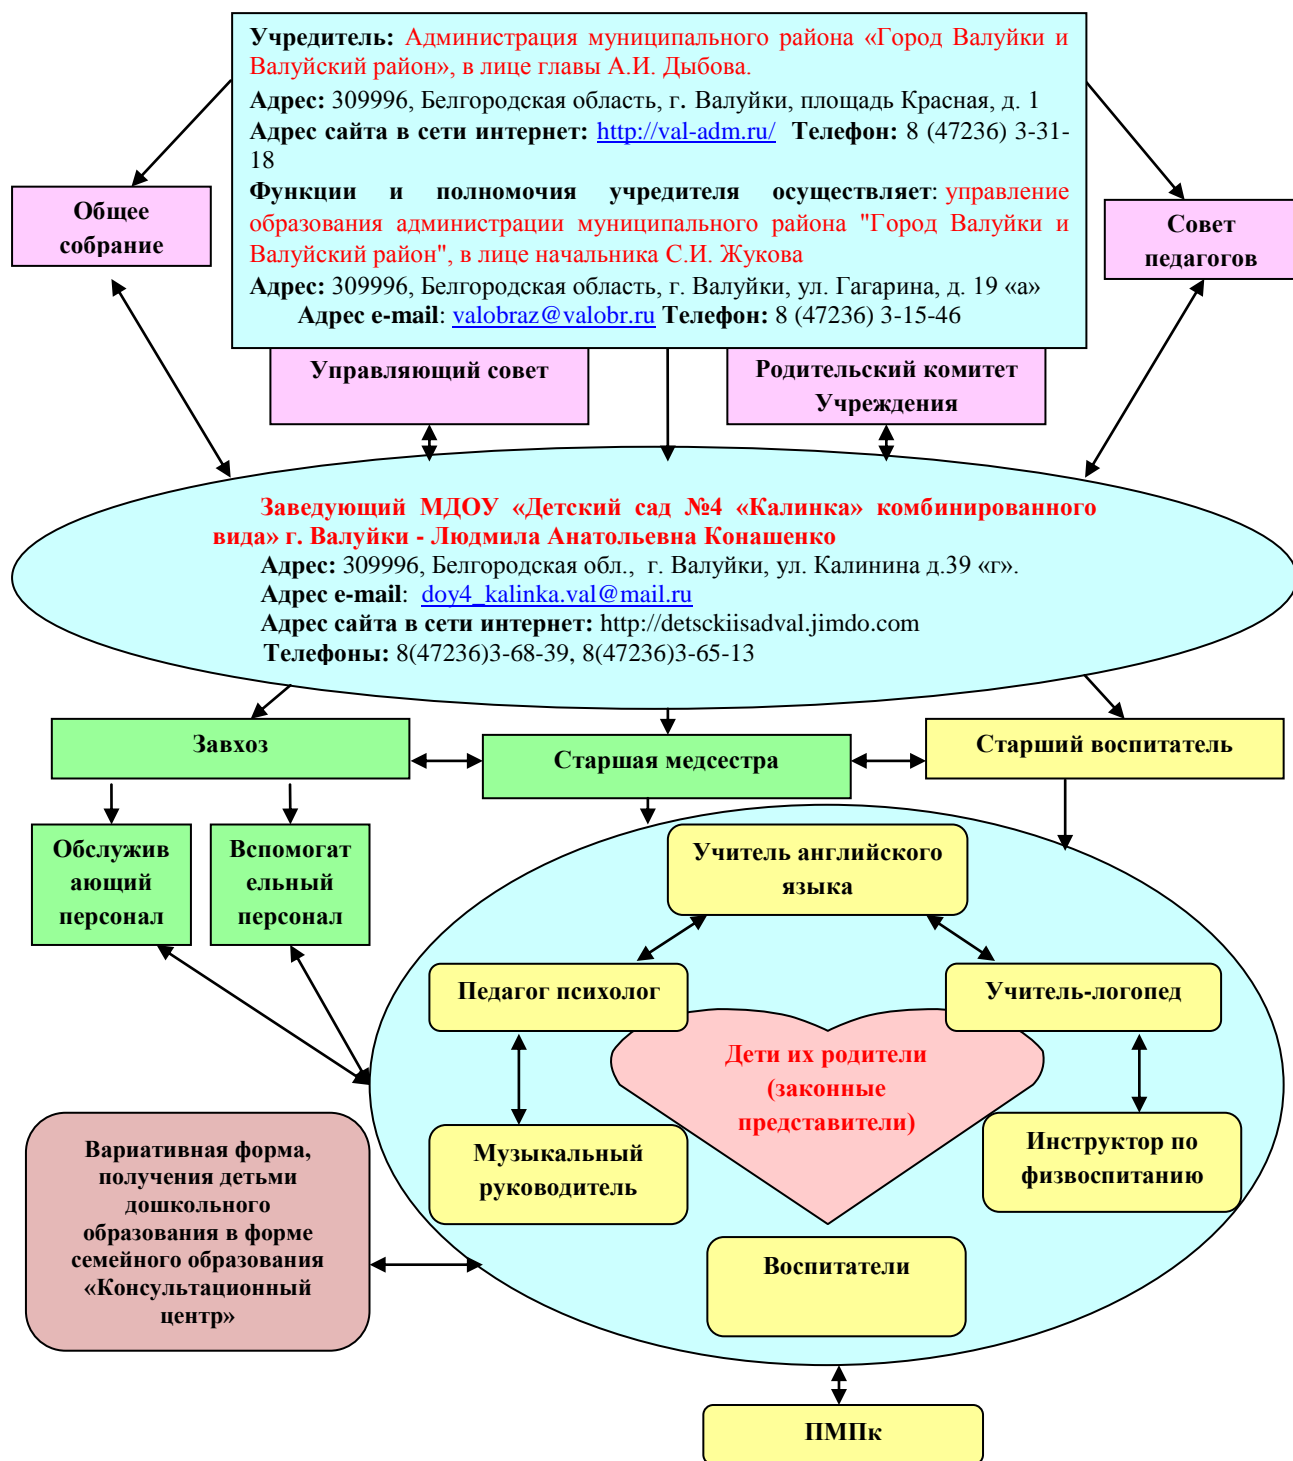 Учредитель: Администрация муниципального района «Город Валуйки и
Валуйский район», в лице главы А.И. Дыбова.
Адрес: 309996, Белгородская область, г. Валуйки, площадь Красная, д. 1
Адрес сайта в сети интернет: http://val-adm.ru/ Телефон: 8 (47236) 3-31-
18
Функции и полномочия учредителя осуществляет: управление
образования администрации муниципального района "Город Валуйки и
Валуйский район", в лице начальника С.И. Жукова
Адрес: 309996, Белгородская область, г. Валуйки, ул. Гагарина, д. 19 «а»
Адрес e-mail: valobraz@valobr.ru Телефон: 8 (47236) 3-15-46
Общее
собрание
Совет
педагогов
Управляющий совет
Родительский комитет
Учреждения
Заведующий МДОУ «Детский сад №4 «Калинка» комбинированного
вида» г. Валуйки - Людмила Анатольевна Конашенко
Адрес: 309996, Белгородская обл., г. Валуйки, ул. Калинина д.39 «г».
Адрес e-mail: doy4_kalinka.val@mail.ru
Адрес сайта в сети интернет: http://detsckiisadval.jimdo.com
Телефоны: 8(47236)3-68-39, 8(47236)3-65-13
Завхоз
Старшая медсестра
Старший воспитатель
Обслужив
ающий
персонал
Вспомогат
ельный
персонал
Учитель английского
языка
Педагог психолог
Учитель-логопед
Дети их родители
(законные
представители)
Музыкальный
руководитель
Инструктор по
физвоспитанию
Вариативная форма,
получения детьми
дошкольного
образования в форме
семейного образования
«Консультационный
центр»
Воспитатели
ПМПк